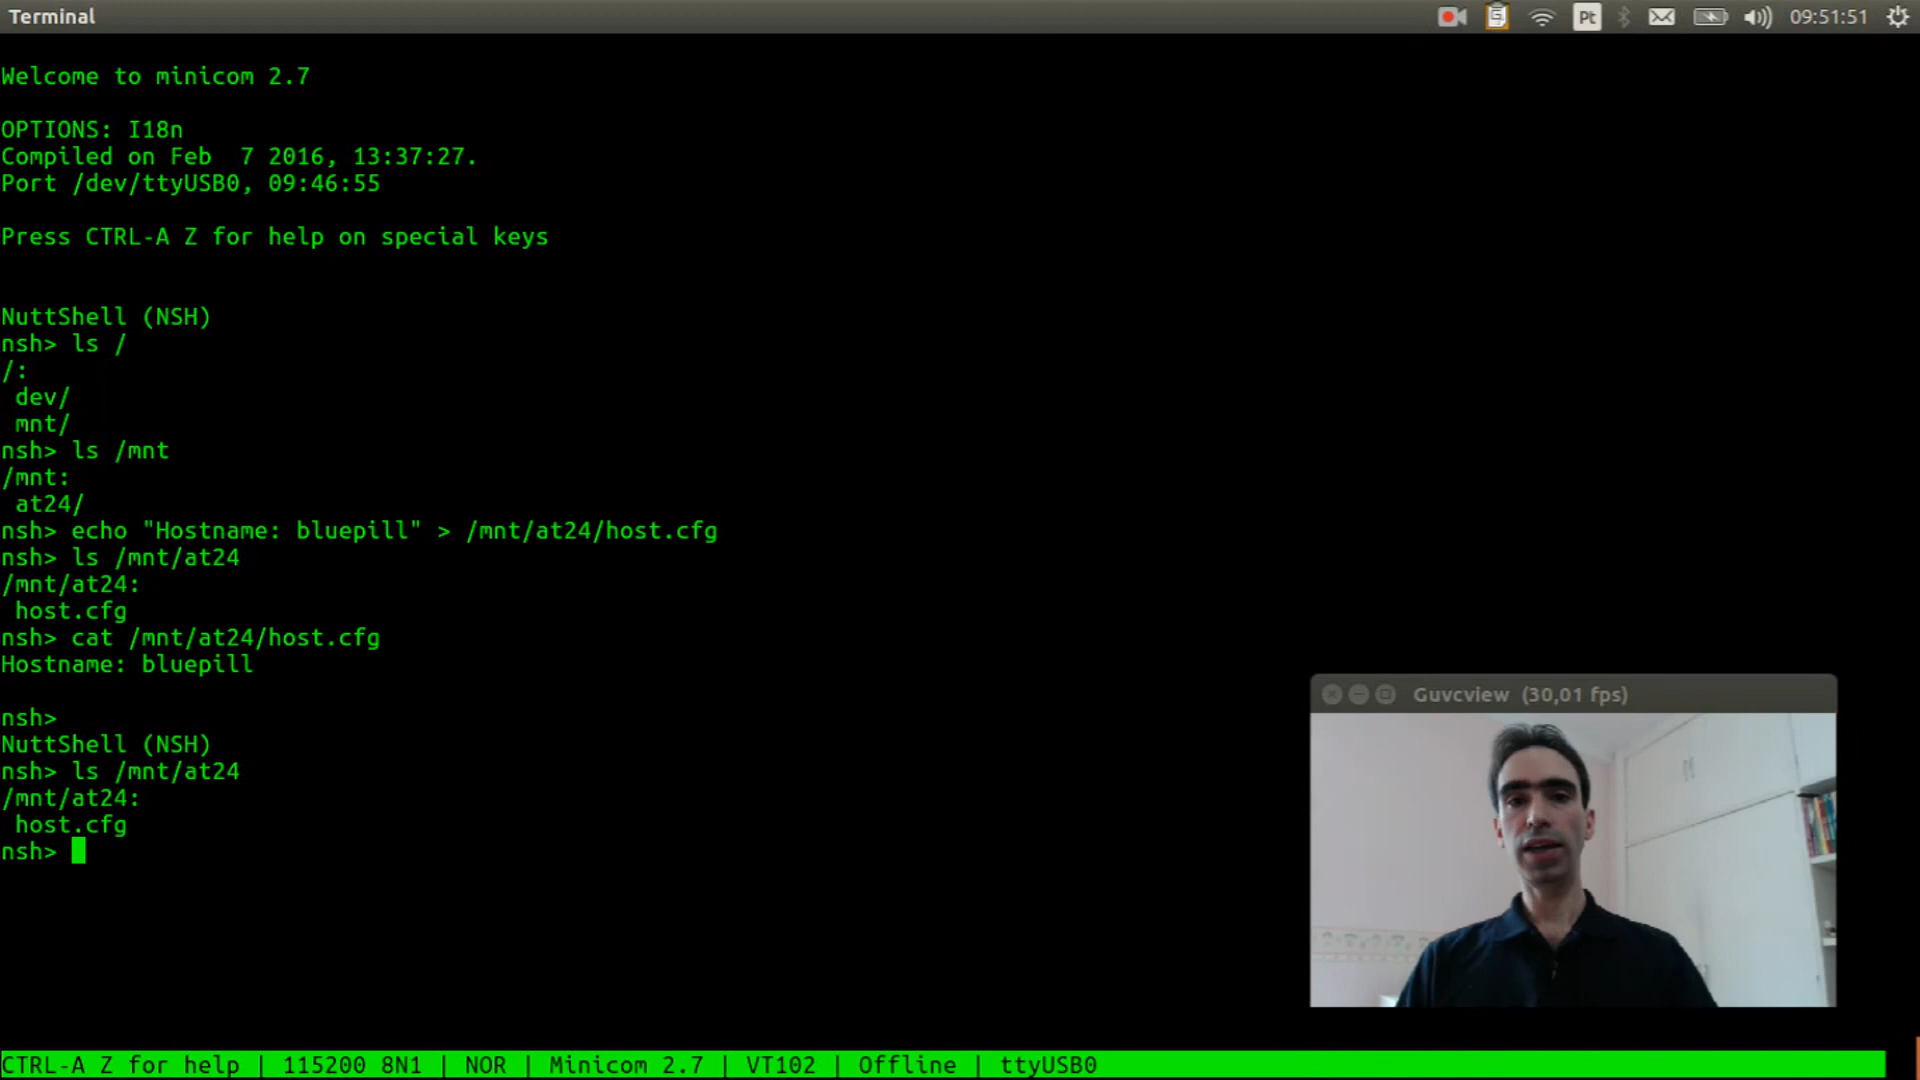 Terminal
Pt
09:51:51
Welcome to minicom 2.7
OPTIONS: I18n
Compiled on Feb  7 2016, 13:37:27.
Port /dev/ttyUSB0, 09:46:55
Press CTRL-A Z for help on special keys
NuttShell (NSH)
nsh> ls /
/:
 dev/
 mnt/
nsh> ls /mnt
/mnt:
 at24/
nsh> echo "Hostname: bluepill" > /mnt/at24/host.cfg
nsh> ls /mnt/at24
/mnt/at24:
 host.cfg
nsh> cat /mnt/at24/host.cfg
Hostname: bluepill
nsh>
NuttShell (NSH)
nsh> ls /mnt/at24
/mnt/at24:
 host.cfg
nsh>
Guvcview  (30,01 fps)
CTRL-A Z for help | 115200 8N1 | NOR | Minicom 2.7 | VT102 | Offline | ttyUSB0